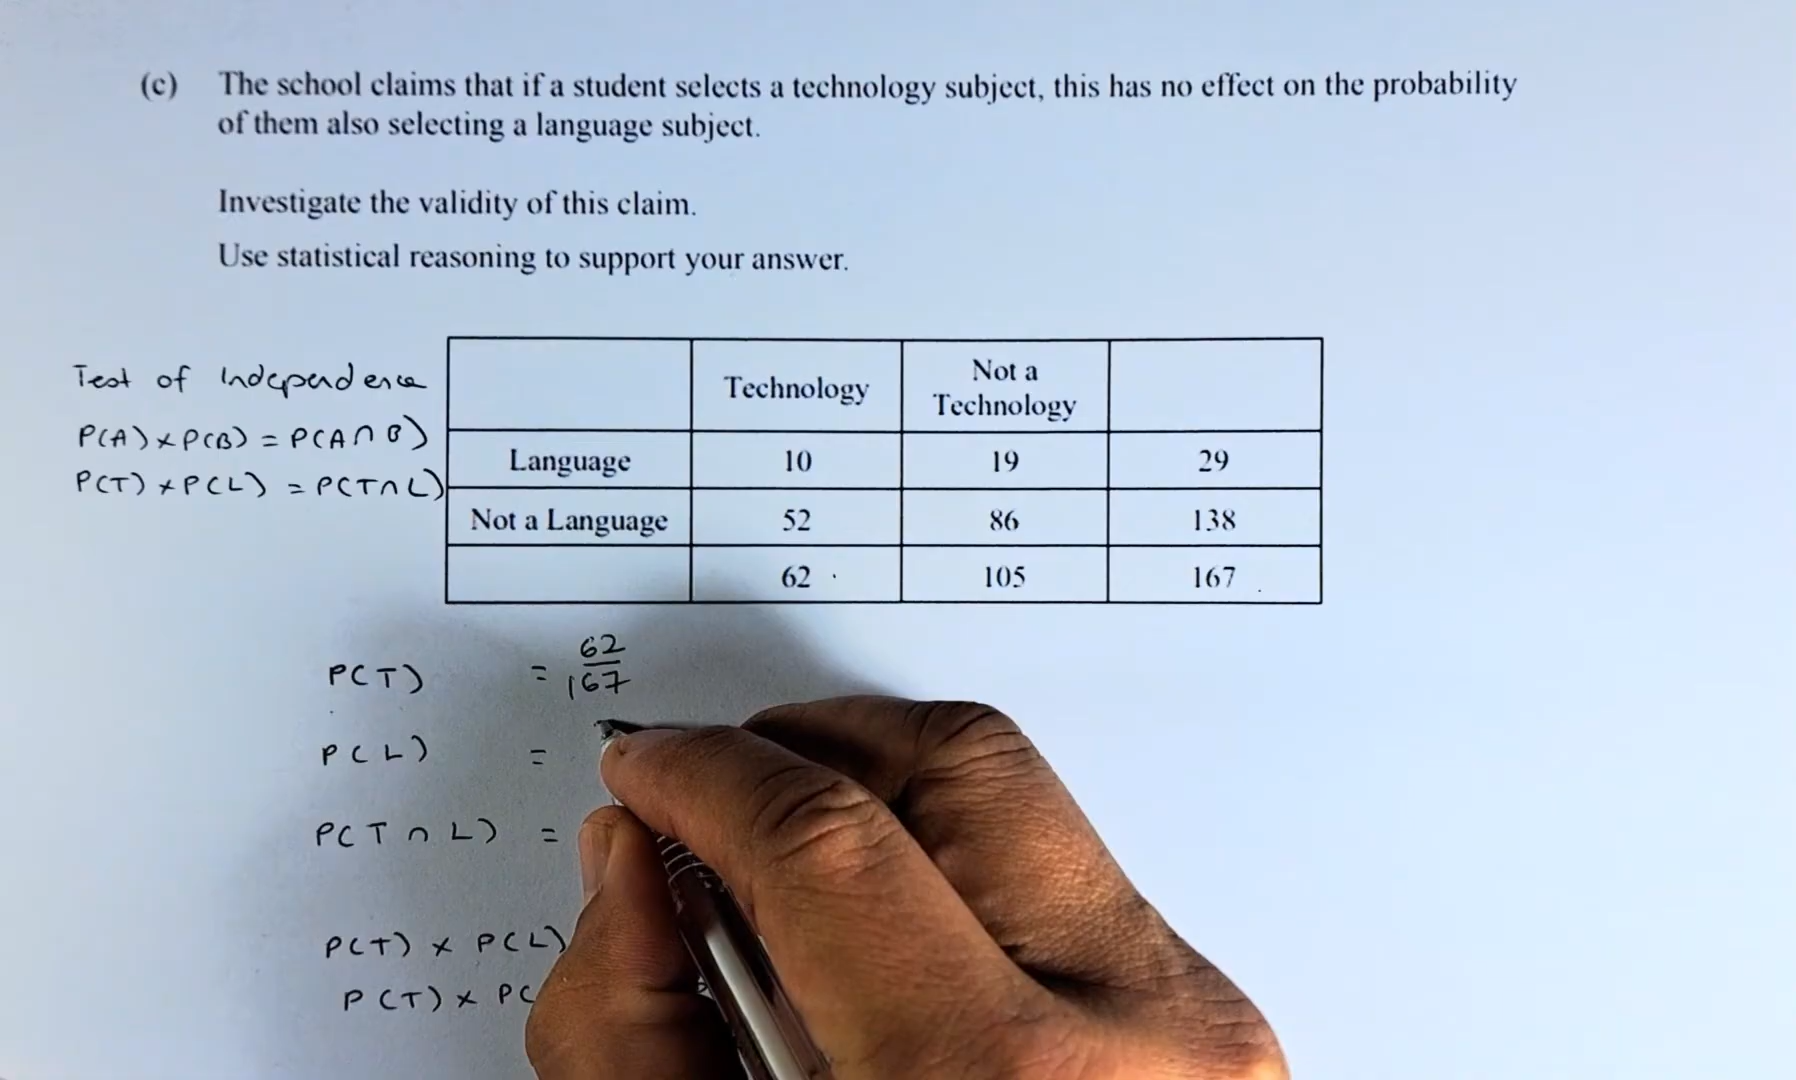 (c) The school claims that if a student selects a technology subject, this has no effect on the probability
of them also selecting a language subject.
Investigate the validity of this claim.
Use statistical reasoning to support your answer.
Test of Independence
P(A) x P(B) = P(A ∩ B)
P(T) x P(L) = P(T ∩ L)
Technology Not a Technology
Language 10 19 29
Not a Language 52 86 138
62 105 167
P(T) = 62/167
P(L) =
P(T ∩ L) =
P(T) x P(L)
P(T) x P(